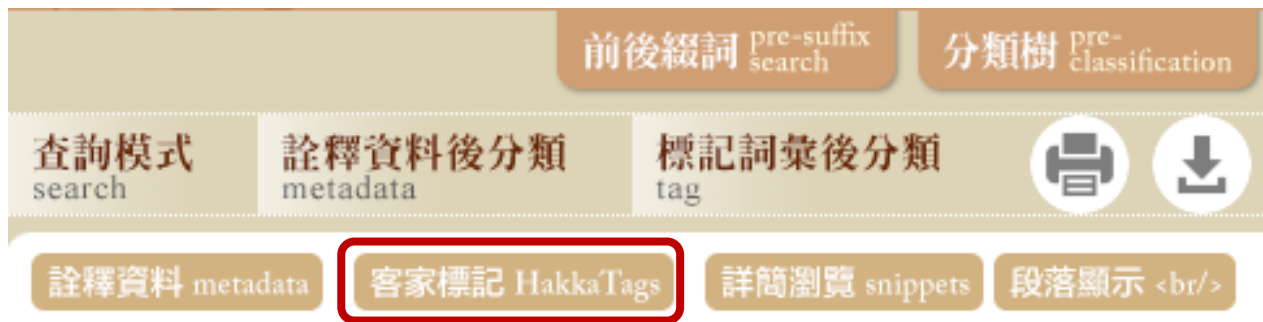 前後綴詞 pre-suffix search
分類樹 pre-classification
查詢模式 search
詮釋資料後分類 metadata
標記詞彙後分類 tag
詮釋資料 metadata
客家標記 HakkaTags
詳簡瀏覽 snippets
段落顯示 <br/>